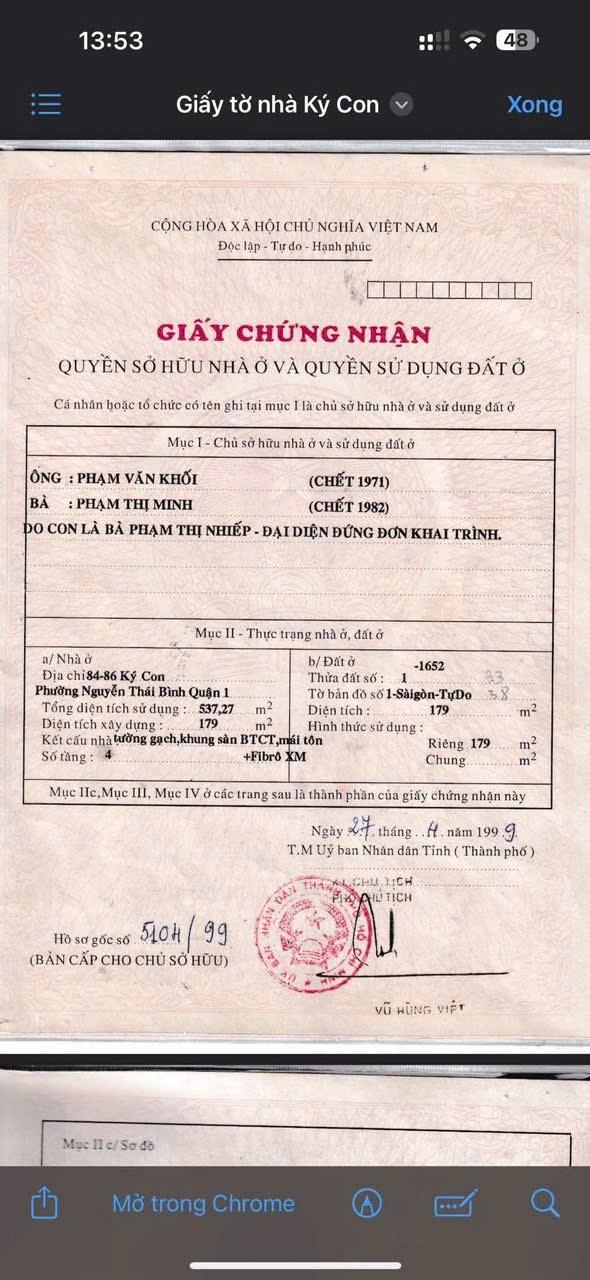 13:53
48
Giấy tờ nhà Ký Con
Xong
CỘNG HÒA XÃ HỘI CHỦ NGHĨA VIỆT NAM
Độc lập - Tự do - Hạnh phúc
GIẤY CHỨNG NHẬN
QUYỀN SỞ HỮU NHÀ Ở VÀ QUYỀN SỬ DỤNG ĐẤT Ở
Cá nhân hoặc tổ chức có tên ghi tại mục I là chủ sở hữu nhà ở và sử dụng đất ở
Mục I - Chủ sở hữu nhà ở và sử dụng đất ở
ÔNG : PHẠM VĂN KHỐI (CHẾT 1971)
BÀ : PHẠM THỊ MINH (CHẾT 1982)
DO CON LÀ BÀ PHẠM THỊ NHIẾP - ĐẠI DIỆN ĐỨNG ĐƠN KHAI TRÌNH.
Mục II - Thực trạng nhà ở, đất ở
a/ Nhà ở
Địa chỉ 84-86 Ký Con
Phường Nguyễn Thái Bình Quận 1
Tổng diện tích sử dụng : 537,27 m2
Diện tích xây dựng : 179 m2
Kết cấu nhà tường gạch,khung sàn BTCT,mái tôn
Số tầng : 4 +Fibrô XM
b/ Đất ở -1652
Thửa đất số : 1 33
Tờ bản đồ số 1-Sàigòn-TựDo 38
Diện tích : 179 m2
Hình thức sử dụng :
Riêng 179 m2
Chung m2
Mục IIc,Mục III, Mục IV ở các trang sau là thành phần của giấy chứng nhận này
Ngày 27 tháng 4 năm 1999
T.M Uỷ ban Nhân dân Tỉnh ( Thành phố )
KT CHỦ TỊCH
PHÓ CHỦ TỊCH
Hồ sơ gốc số 5104/99
(BẢN CẤP CHO CHỦ SỞ HỮU)
ỦY BAN NHÂN DÂN THÀNH PHỐ HỒ CHÍ MINH
VŨ HÙNG VIỆT
Mục II c/ Sơ đồ
Mở trong Chrome